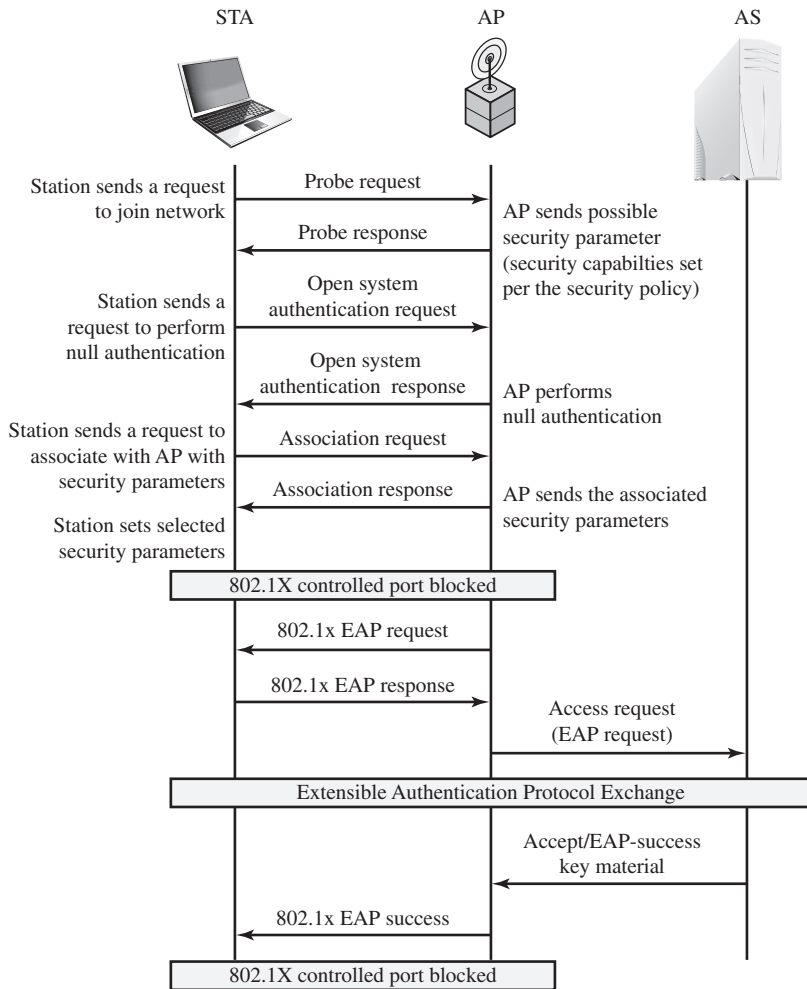 STA
AP
AS
Station sends a request
to join network
Probe request
Probe response
AP sends possible
security parameter
(security capabilties set
per the security policy)
Station sends a
request to perform
null authentication
Open system
authentication request
Open system
authentication response
AP performs
null authentication
Station sends a request to
associate with AP with
security parameters
Association request
Association response
AP sends the associated
security parameters
Station sets selected
security parameters
802.1X controlled port blocked
802.1x EAP request
802.1x EAP response
Access request
(EAP request)
Extensible Authentication Protocol Exchange
Accept/EAP-success
key material
802.1x EAP success
802.1X controlled port blocked